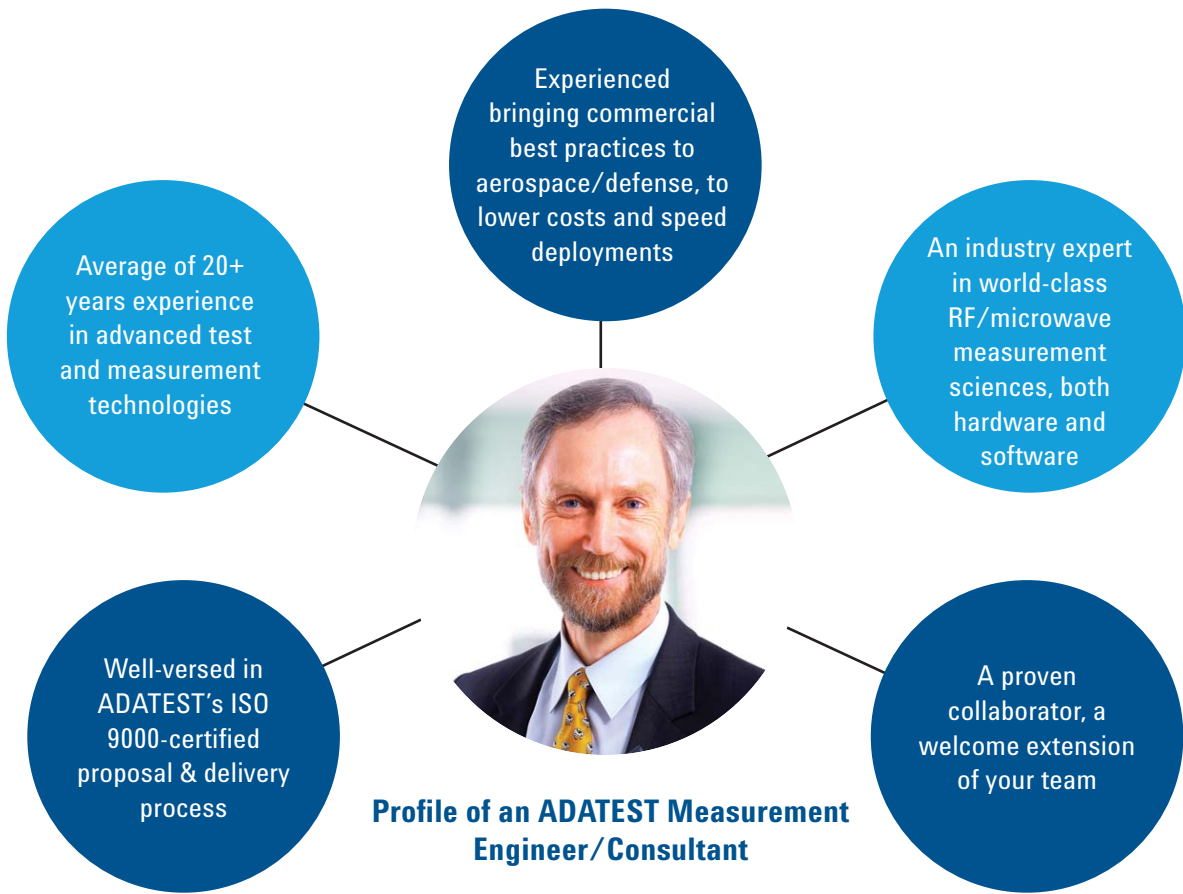 Experienced
bringing commercial
best practices to
aerospace/defense, to
lower costs and speed
deployments
Average of 20+
years experience
in advanced test
and measurement
technologies
An industry expert
in world-class
RF/microwave
measurement
sciences, both
hardware and
software
Well-versed in
ADATEST’s ISO
9000-certified
proposal & delivery
process
A proven
collaborator, a
welcome extension
of your team
Profile of an ADATEST Measurement
Engineer/Consultant